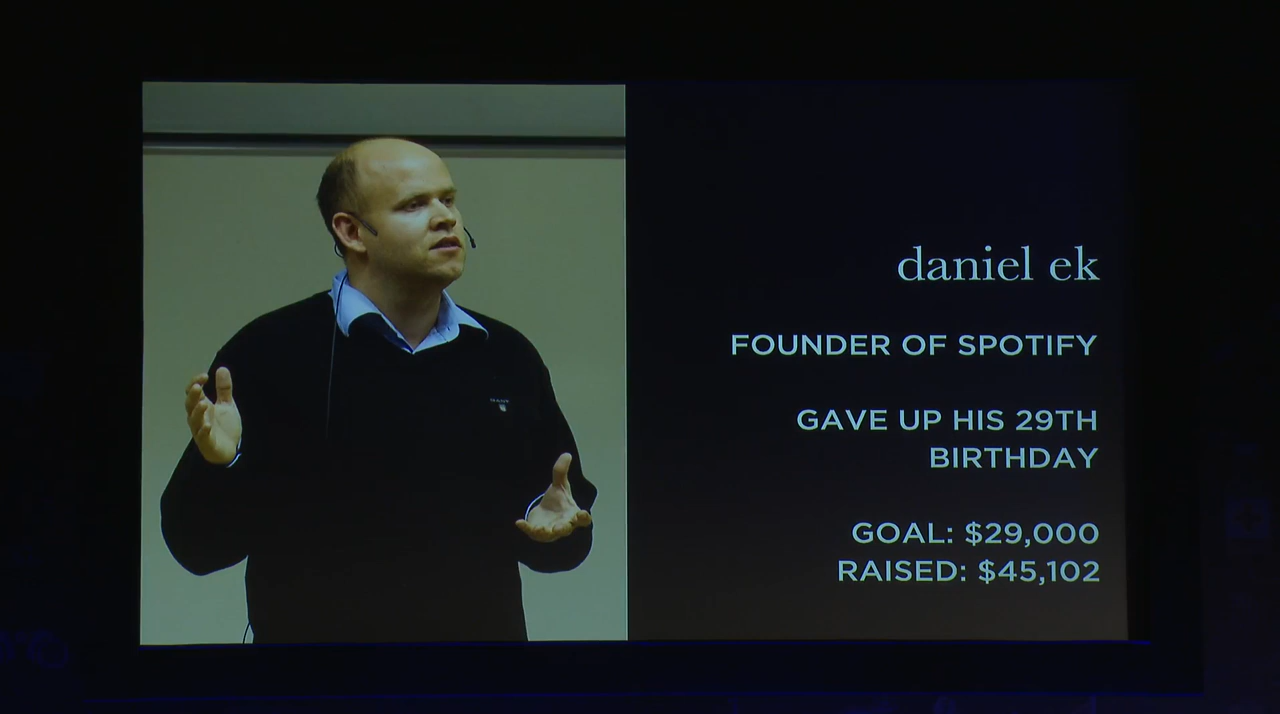 daniel ek
FOUNDER OF SPOTIFY
GAVE UP HIS 29TH
BIRTHDAY
GOAL: $29,000
RAISED: $45,102